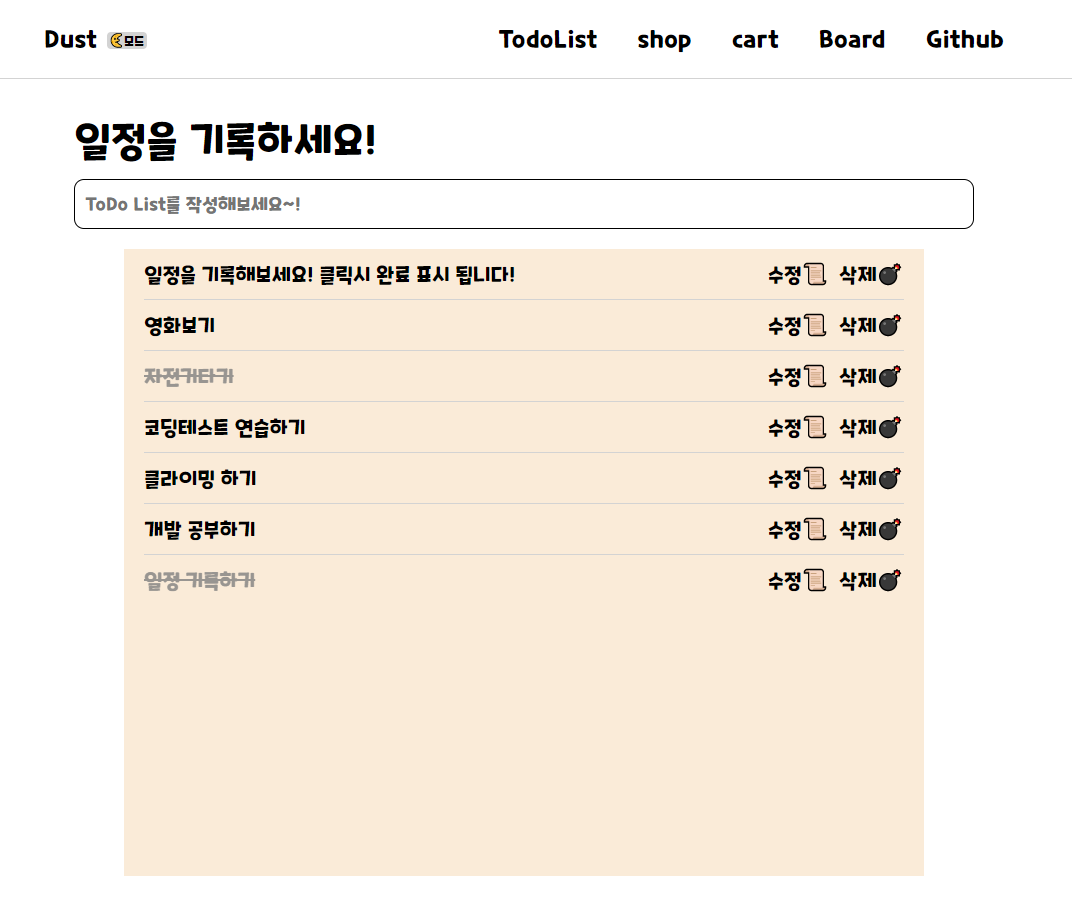 Dust 🌜모드 TodoList shop cart Board Github
일정을 기록하세요!
ToDo List를 작성해보세요~!
일정을 기록해보세요! 클릭시 완료 표시 됩니다! 수정📜 삭제💣
영화보기 수정📜 삭제💣
자전거타기 수정📜 삭제💣
코딩테스트 연습하기 수정📜 삭제💣
클라이밍 하기 수정📜 삭제💣
개발 공부하기 수정📜 삭제💣
일정 기록하기 수정📜 삭제💣